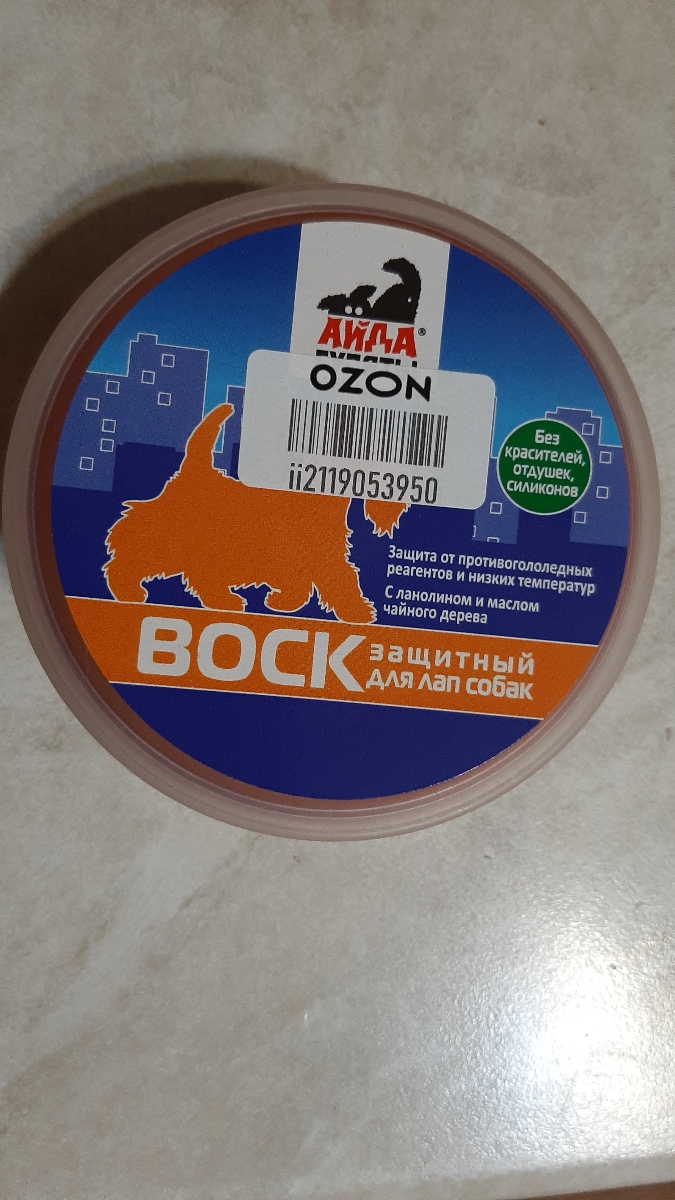 АЙДА®
OZON
ii2119053950
Без
красителей,
отдушек,
силиконов
Защита от противогололедных
реагентов и низких температур
С ланолином и маслом
чайного дерева
ВОСК защитный
для лап собак